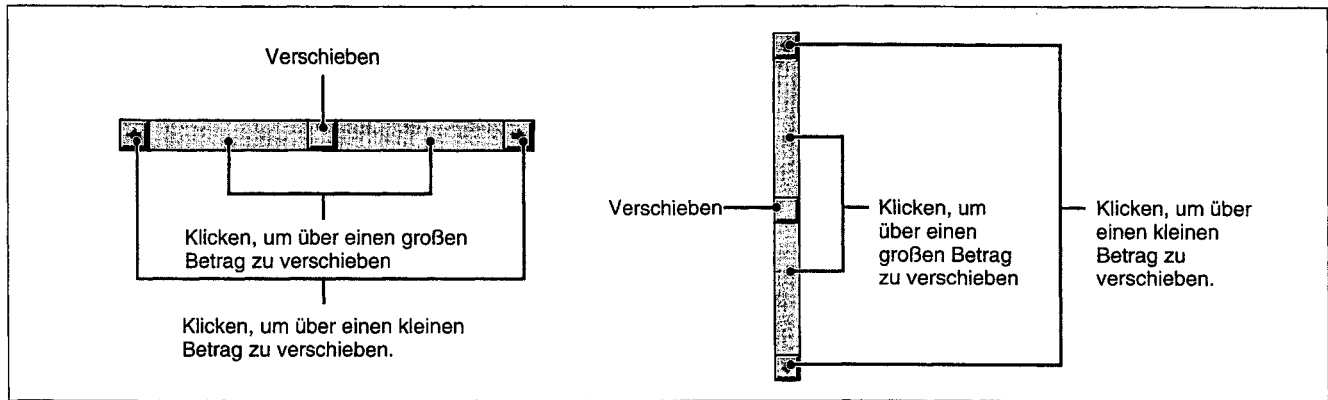 Verschieben
Klicken, um über einen großen
Betrag zu verschieben
Klicken, um über einen kleinen
Betrag zu verschieben.
Verschieben
Klicken, um
über einen
großen Betrag
zu verschieben
Klicken, um über
einen kleinen
Betrag zu
verschieben.